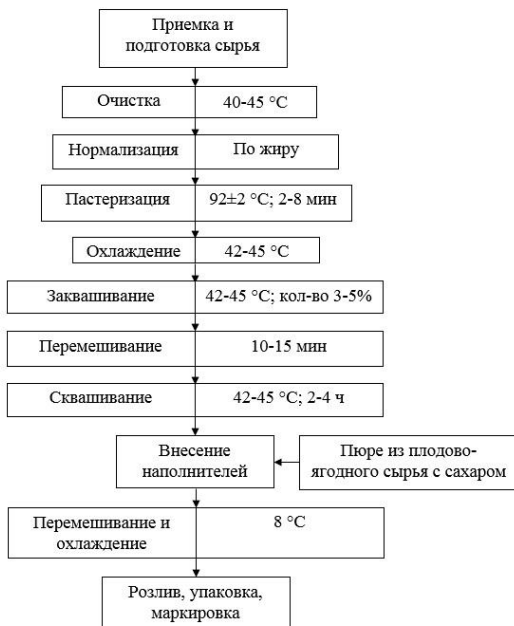 Приемка и
подготовка сырья
Очистка 40-45 °С
Нормализация По жиру
Пастеризация 92±2 °С; 2-8 мин
Охлаждение 42-45 °С
Заквашивание 42-45 °С; кол-во 3-5%
Перемешивание 10-15 мин
Сквашивание 42-45 °С; 2-4 ч
Внесение
наполнителей
Пюре из плодово-
ягодного сырья с сахаром
Перемешивание и
охлаждение
8 °С
Розлив, упаковка,
маркировка